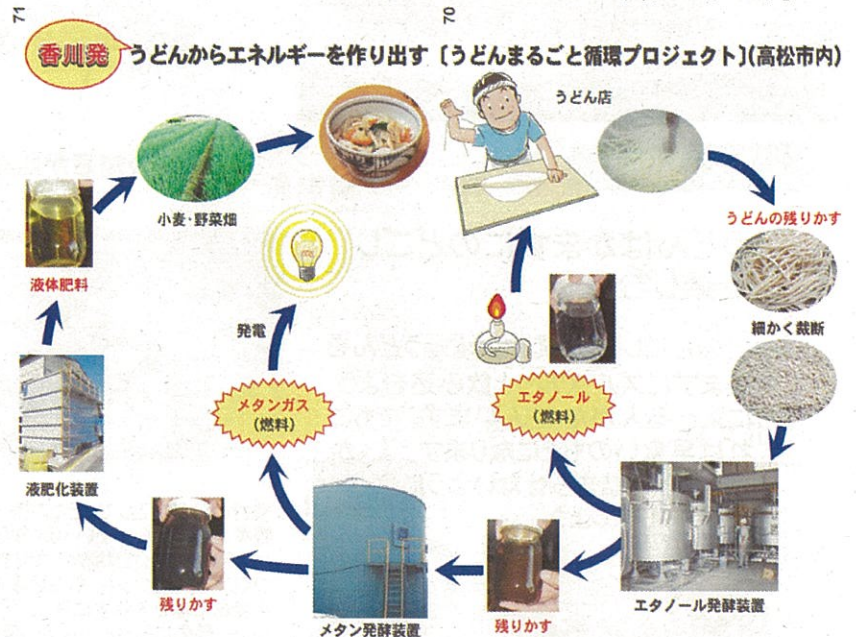 71
70
香川発 うどんからエネルギーを作り出す〔うどんまるごと循環プロジェクト〕(高松市内)
うどん店
小麦・野菜畑
うどんの残りかす
液体肥料
細かく裁断
発電
メタンガス
(燃料)
エタノール
(燃料)
液肥化装置
残りかす
メタン発酵装置
残りかす
エタノール発酵装置